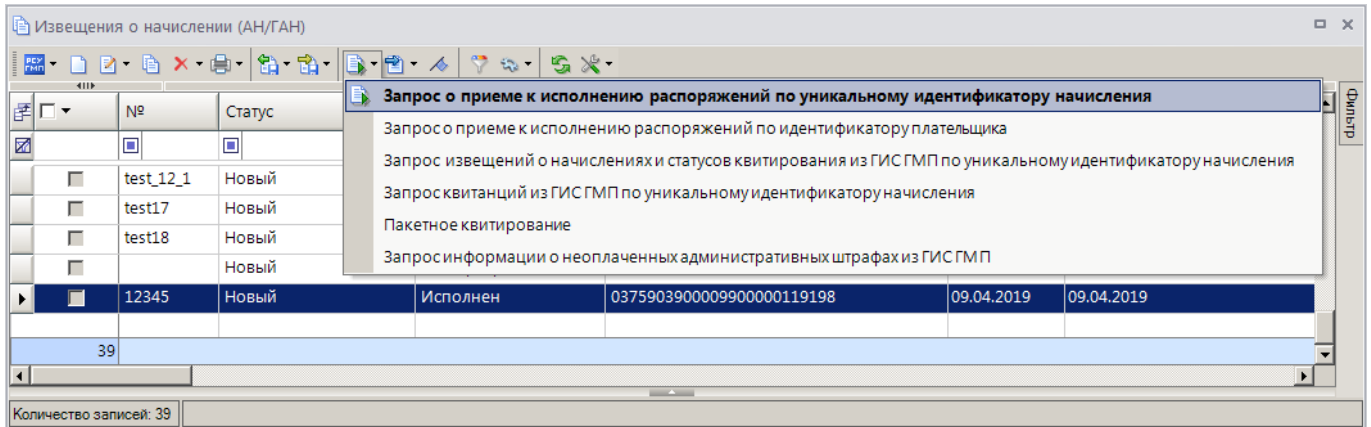 Извещения о начислении (АН/ГАН)
РСУ ГМП
Запрос о приеме к исполнению распоряжений по уникальному идентификатору начисления
Запрос о приеме к исполнению распоряжений по идентификатору плательщика
Запрос извещений о начислениях и статусов квитирования из ГИС ГМП по уникальному идентификатору начисления
Запрос квитанций из ГИС ГМП по уникальному идентификатору начисления
Пакетное квитирование
Запрос информации о неоплаченных административных штрафах из ГИС ГМП
Фильтр
№ Статус
test_12_1 Новый
test17 Новый
test18 Новый
Новый
12345 Новый Исполнен 0375903900009900000119198 09.04.2019 09.04.2019
39
Количество записей: 39